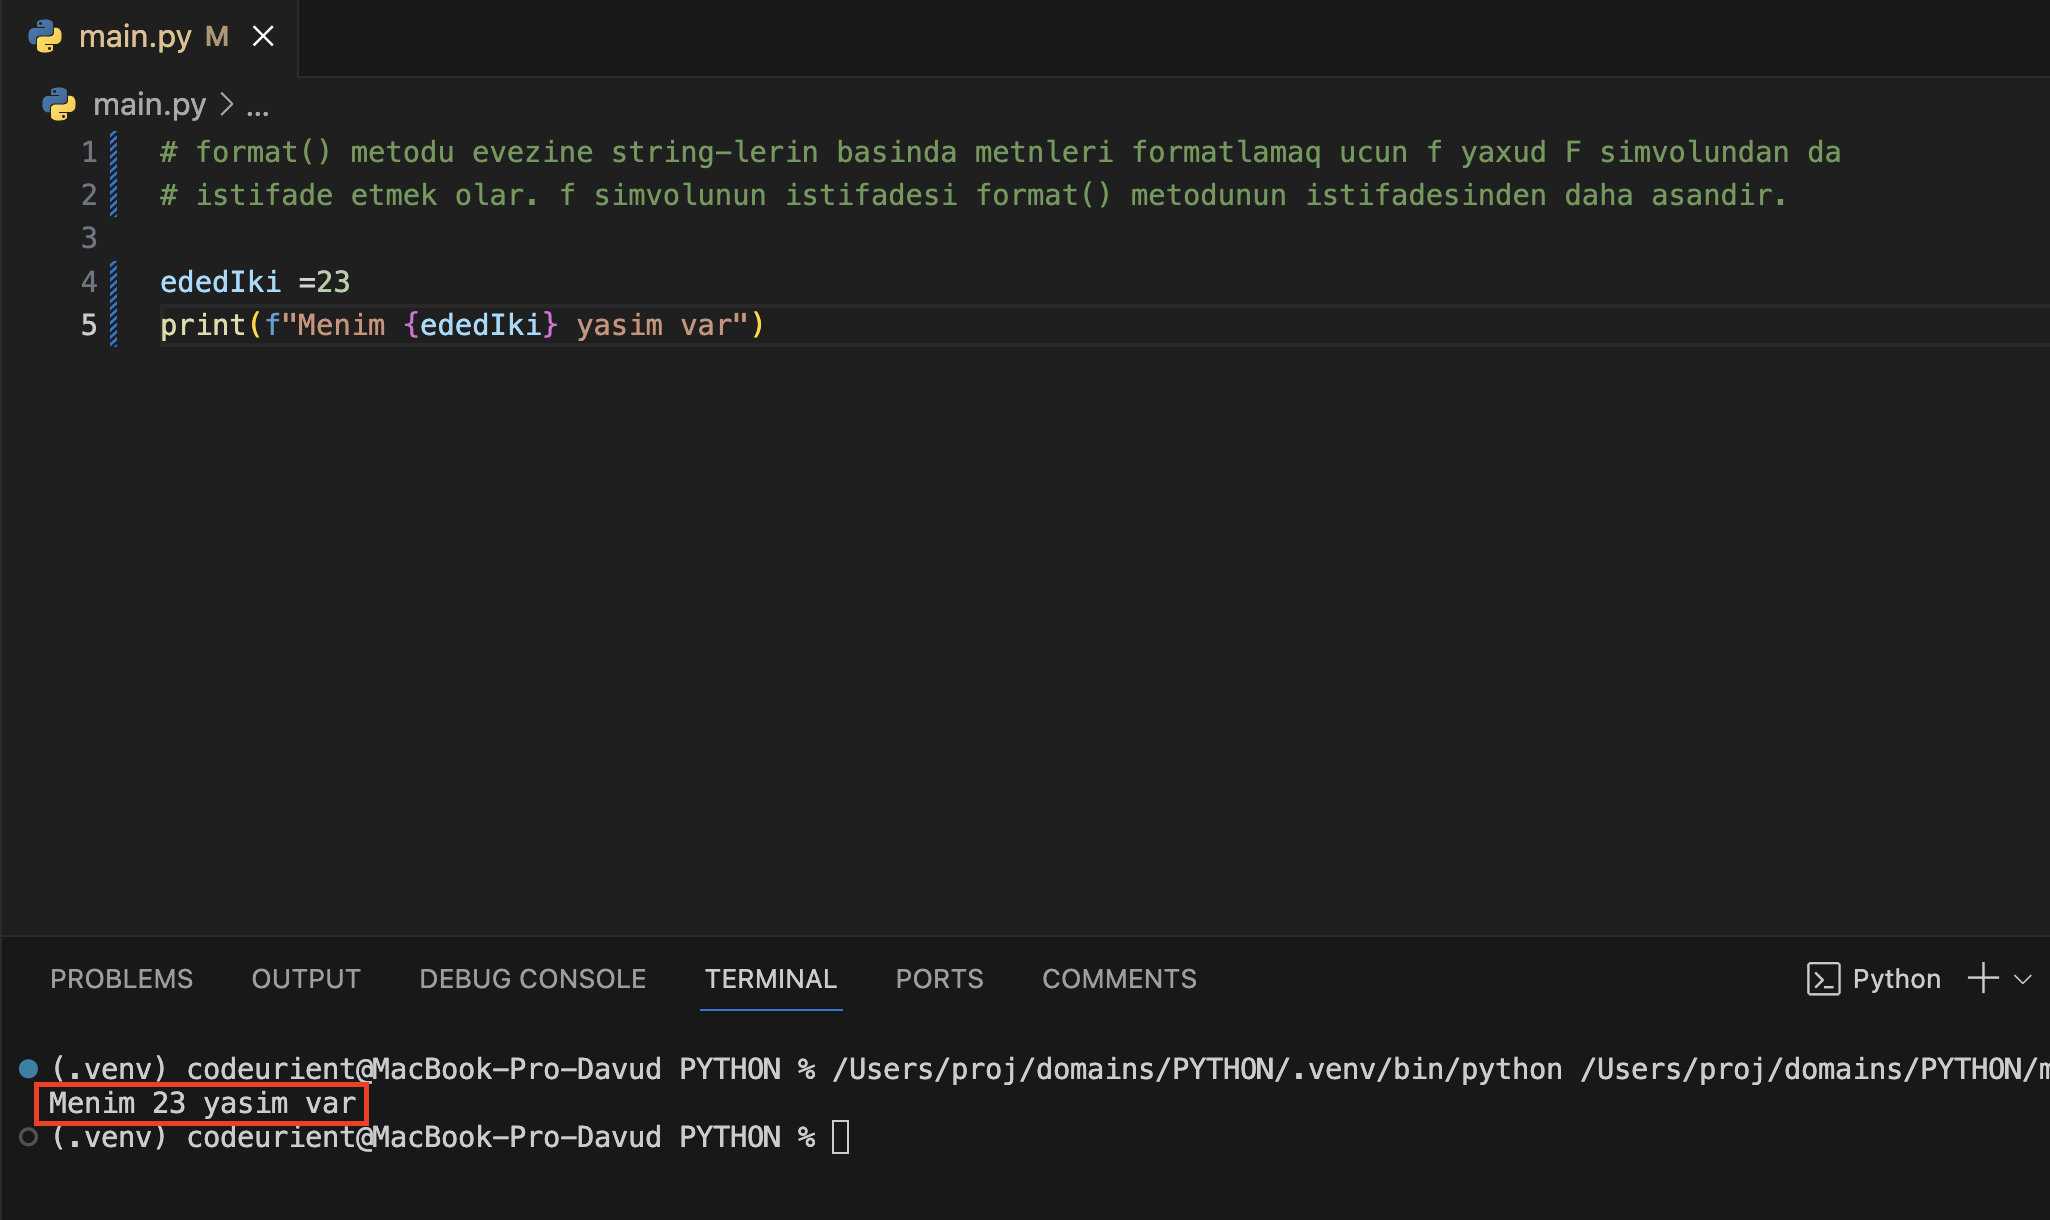 main.py M
main.py > ...
1 # format() metodu evezine string-lerin basinda metnleri formatlamaq ucun f yaxud F simvolundan da
2 # istifade etmek olar. f simvolunun istifadesi format() metodunun istifadesinden daha asandir.
3
4 ededIki =23
5 print(f"Menim {ededIki} yasim var")
PROBLEMS OUTPUT DEBUG CONSOLE TERMINAL PORTS COMMENTS Python
(.venv) codeurient@MacBook-Pro-Davud PYTHON % /Users/proj/domains/PYTHON/.venv/bin/python /Users/proj/domains/PYTHON/m
Menim 23 yasim var
(.venv) codeurient@MacBook-Pro-Davud PYTHON %